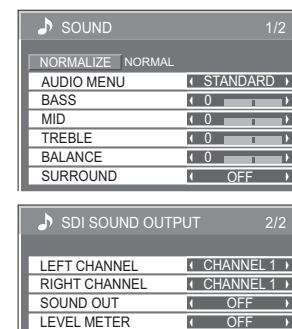 SOUND 1/2
NORMALIZE NORMAL
AUDIO MENU STANDARD
BASS 0
MID 0
TREBLE 0
BALANCE 0
SURROUND OFF
SDI SOUND OUTPUT 2/2
LEFT CHANNEL CHANNEL 1
RIGHT CHANNEL CHANNEL 1
SOUND OUT OFF
LEVEL METER OFF